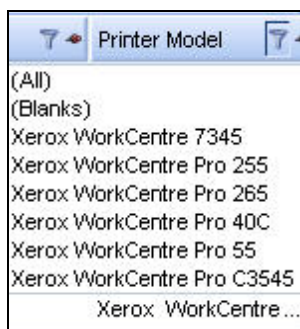 Printer Model
(All)
(Blanks)
Xerox WorkCentre 7345
Xerox WorkCentre Pro 255
Xerox WorkCentre Pro 265
Xerox WorkCentre Pro 40C
Xerox WorkCentre Pro 55
Xerox WorkCentre Pro C3545
Xerox WorkCentre ...